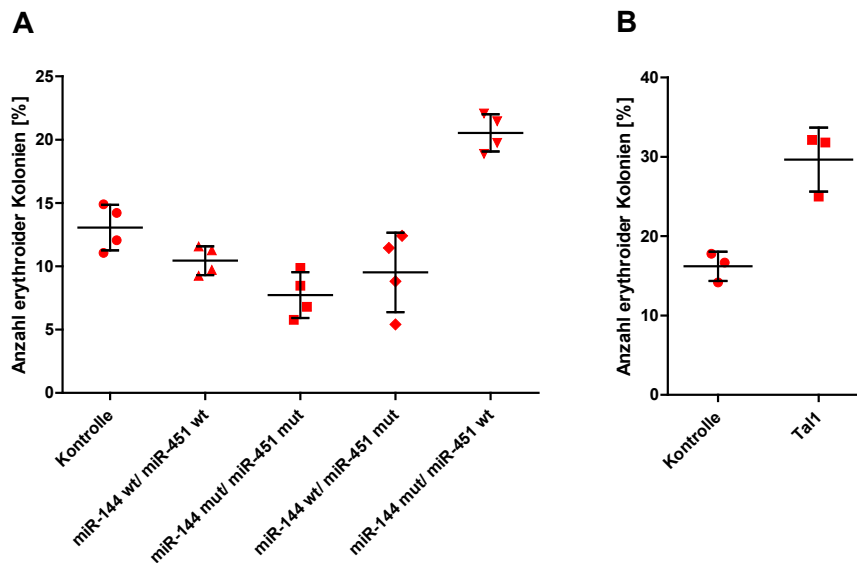 A
Anzahl erythroider Kolonien [%]
25
20
15
10
5
0
Kontrolle
miR-144 wt/ miR-451 wt
miR-144 mut/ miR-451 mut
miR-144 wt/ miR-451 mut
miR-144 mut/ miR-451 wt
B
Anzahl erythroider Kolonien [%]
40
30
20
10
0
Kontrolle
Tal1